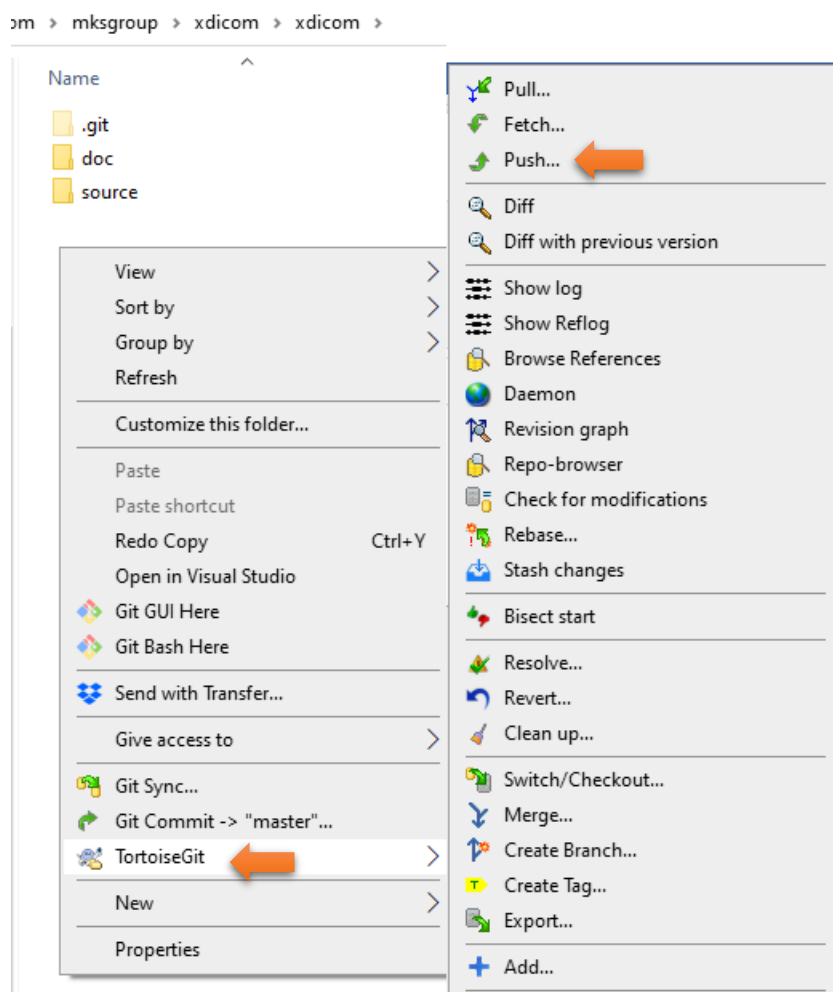 om > mksgroup > xdicom > xdicom >
Name
.git
doc
source
View
Sort by
Group by
Refresh
Customize this folder...
Paste
Paste shortcut
Redo Copy Ctrl+Y
Open in Visual Studio
Git GUI Here
Git Bash Here
Send with Transfer...
Give access to
Git Sync...
Git Commit -> "master"...
TortoiseGit
New
Properties
Pull...
Fetch...
Push...
Diff
Diff with previous version
Show log
Show Reflog
Browse References
Daemon
Revision graph
Repo-browser
Check for modifications
Rebase...
Stash changes
Bisect start
Resolve...
Revert...
Clean up...
Switch/Checkout...
Merge...
Create Branch...
Create Tag...
Export...
Add...